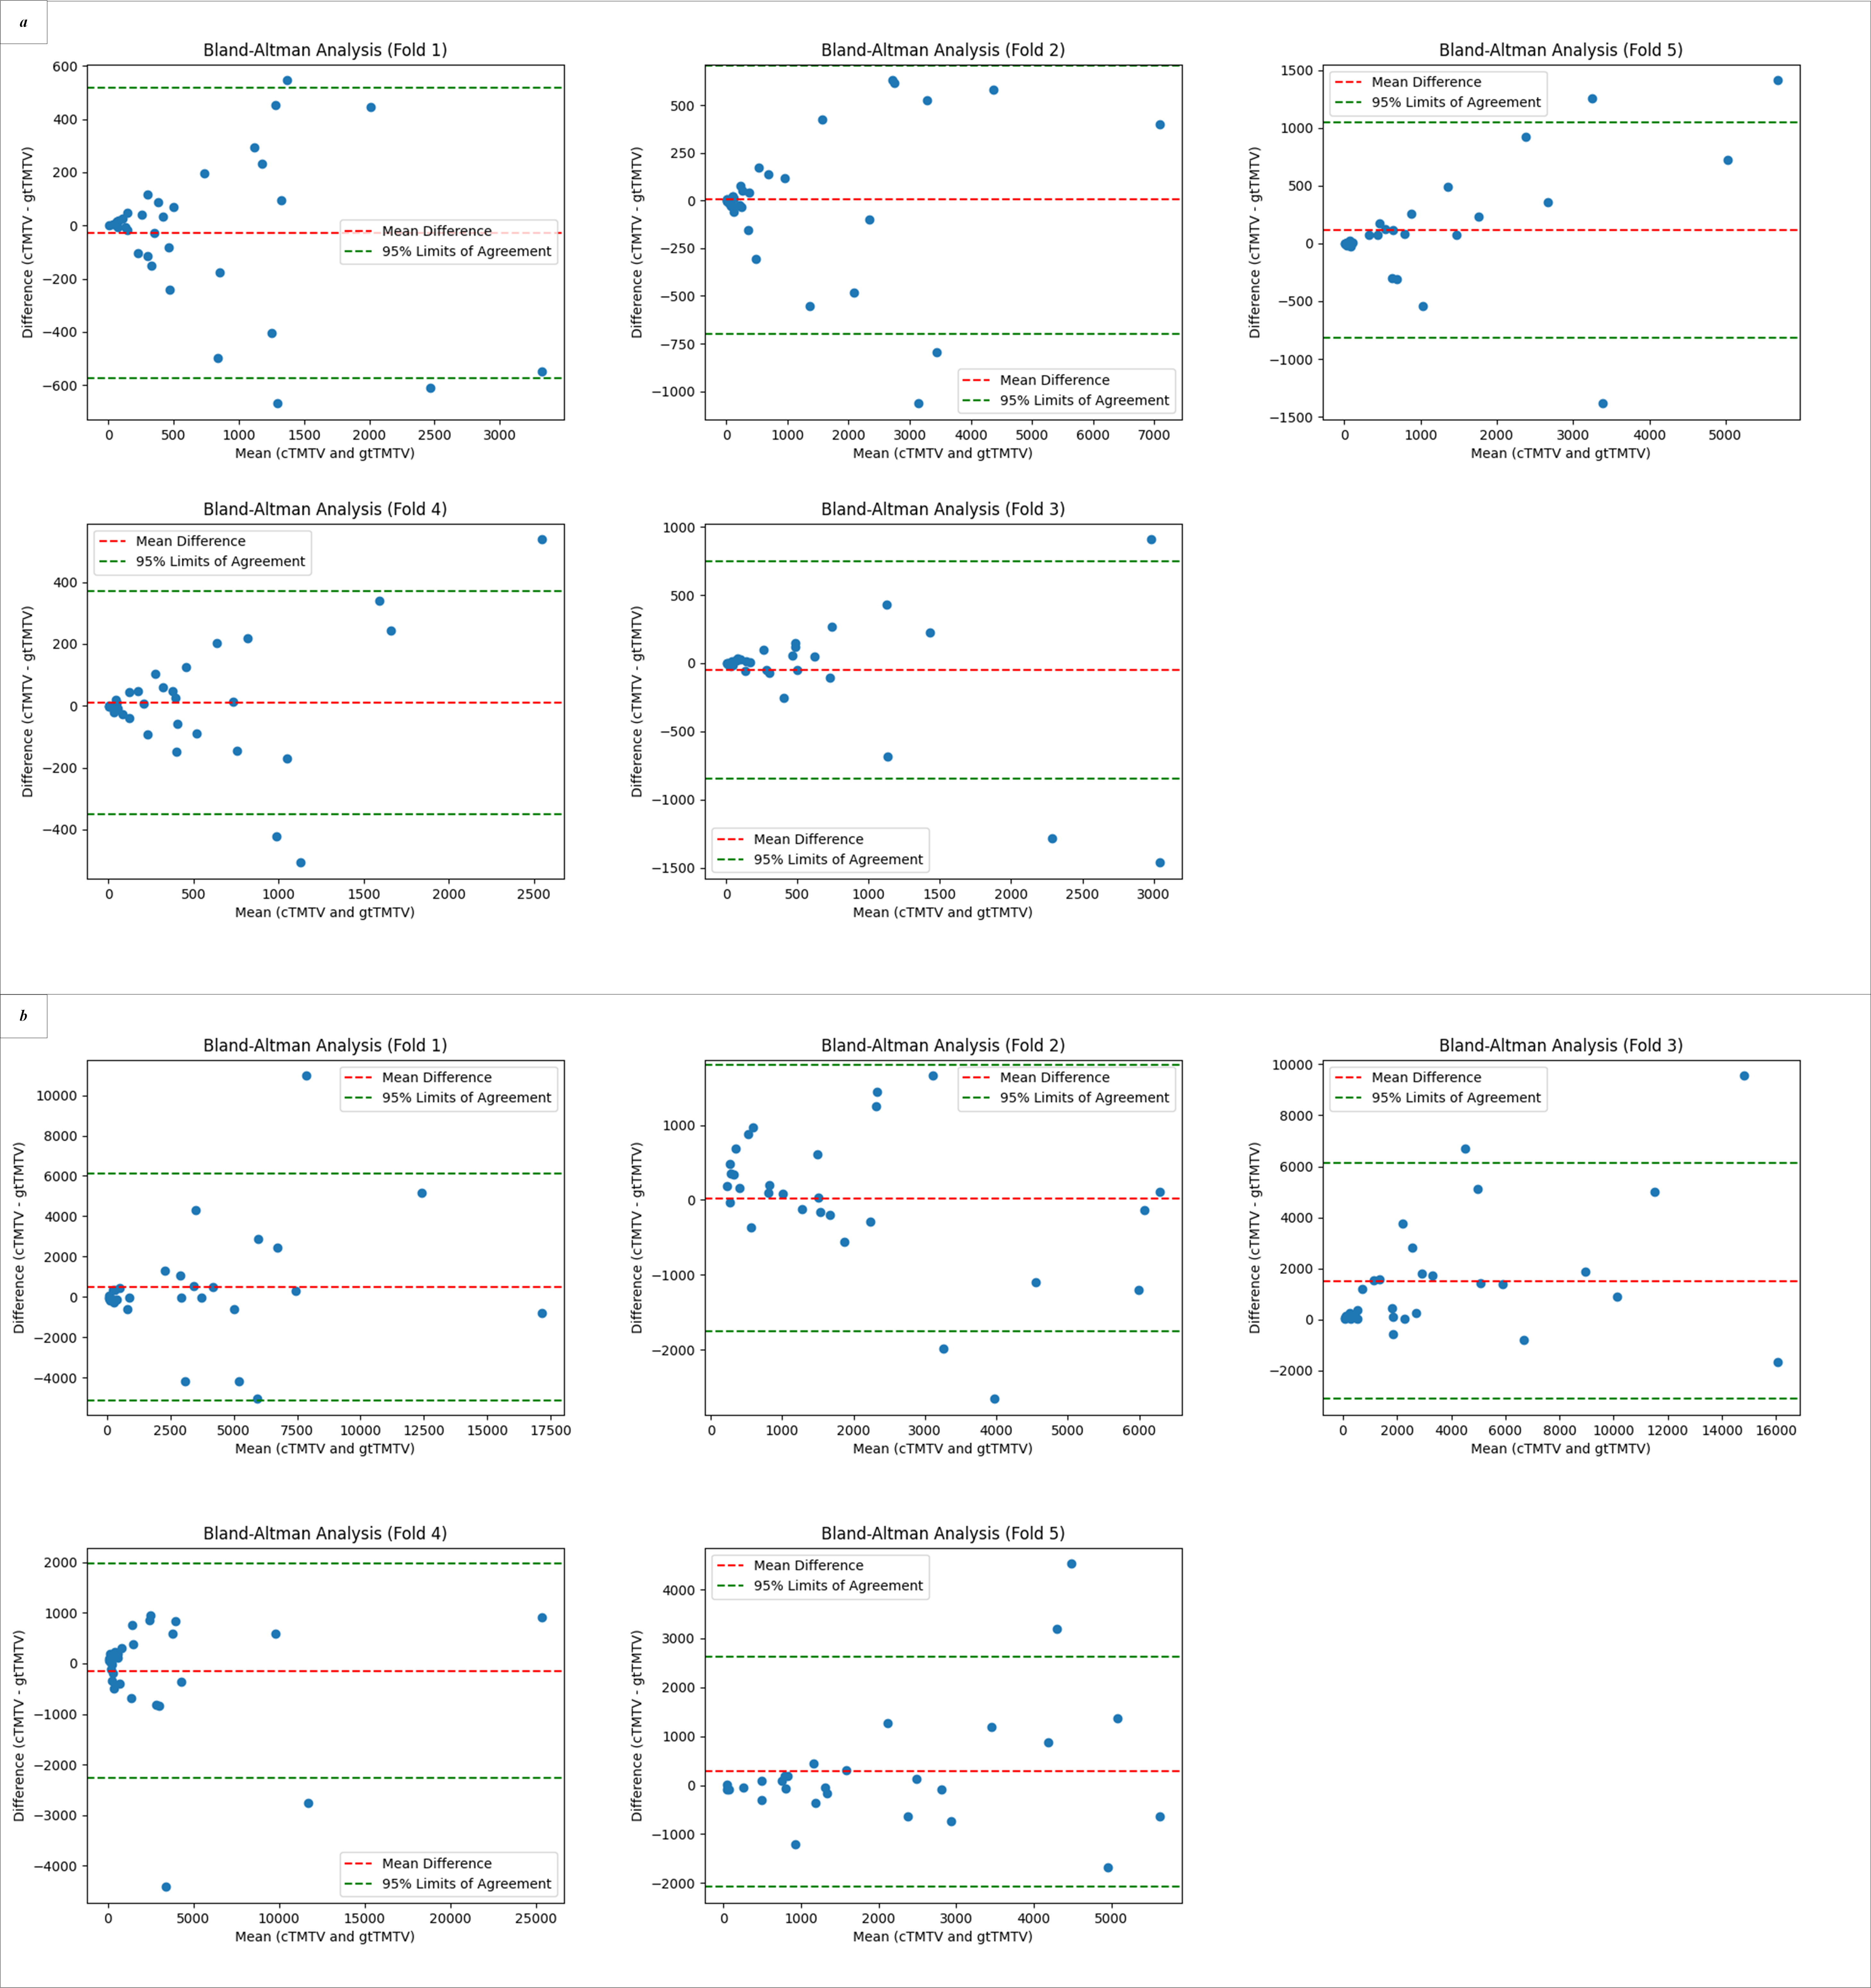 a
Bland-Altman Analysis (Fold 1)
600
400
200
0
−200
−400
−600
Difference (cTMTV - gtTMTV)
Mean Difference
95% Limits of Agreement
0 500 1000 1500 2000 2500 3000
Mean (cTMTV and gtTMTV)
Bland-Altman Analysis (Fold 2)
500
250
0
−250
−500
−750
−1000
Difference (cTMTV - gtTMTV)
Mean Difference
95% Limits of Agreement
0 1000 2000 3000 4000 5000 6000 7000
Mean (cTMTV and gtTMTV)
Bland-Altman Analysis (Fold 5)
1500
1000
500
0
−500
−1000
−1500
Difference (cTMTV - gtTMTV)
Mean Difference
95% Limits of Agreement
0 1000 2000 3000 4000 5000
Mean (cTMTV and gtTMTV)
Bland-Altman Analysis (Fold 4)
400
200
0
−200
−400
Difference (cTMTV - gtTMTV)
Mean Difference
95% Limits of Agreement
0 500 1000 1500 2000 2500
Mean (cTMTV and gtTMTV)
Bland-Altman Analysis (Fold 3)
1000
500
0
−500
−1000
−1500
Difference (cTMTV - gtTMTV)
Mean Difference
95% Limits of Agreement
0 500 1000 1500 2000 2500 3000
Mean (cTMTV and gtTMTV)
b
Bland-Altman Analysis (Fold 1)
10000
8000
6000
4000
2000
0
−2000
−4000
Difference (cTMTV - gtTMTV)
Mean Difference
95% Limits of Agreement
0 2500 5000 7500 10000 12500 15000 17500
Mean (cTMTV and gtTMTV)
Bland-Altman Analysis (Fold 2)
1000
0
−1000
−2000
Difference (cTMTV - gtTMTV)
Mean Difference
95% Limits of Agreement
0 1000 2000 3000 4000 5000 6000
Mean (cTMTV and gtTMTV)
Bland-Altman Analysis (Fold 3)
10000
8000
6000
4000
2000
0
−2000
Difference (cTMTV - gtTMTV)
Mean Difference
95% Limits of Agreement
0 2000 4000 6000 8000 10000 12000 14000 16000
Mean (cTMTV and gtTMTV)
Bland-Altman Analysis (Fold 4)
2000
1000
0
−1000
−2000
−3000
−4000
Difference (cTMTV - gtTMTV)
Mean Difference
95% Limits of Agreement
0 5000 10000 15000 20000 25000
Mean (cTMTV and gtTMTV)
Bland-Altman Analysis (Fold 5)
4000
3000
2000
1000
0
−1000
−2000
Difference (cTMTV - gtTMTV)
Mean Difference
95% Limits of Agreement
0 1000 2000 3000 4000 5000
Mean (cTMTV and gtTMTV)